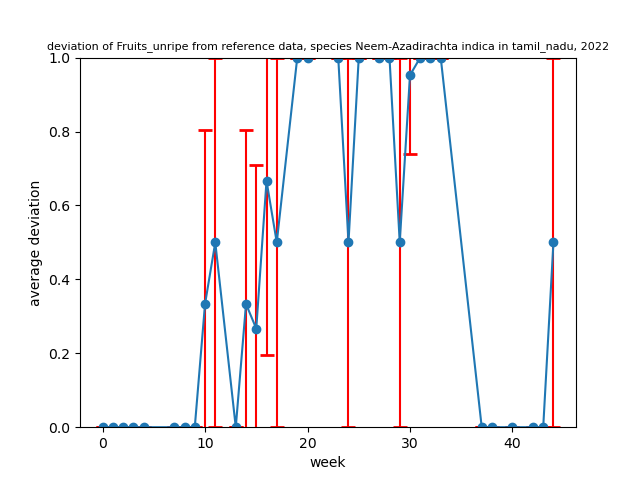 deviation of Fruits_unripe from reference data, species Neem-Azadirachta indica in tamil_nadu, 2022
1.0
0.8
0.6
0.4
0.2
0.0
average deviation
0 10 20 30 40
week